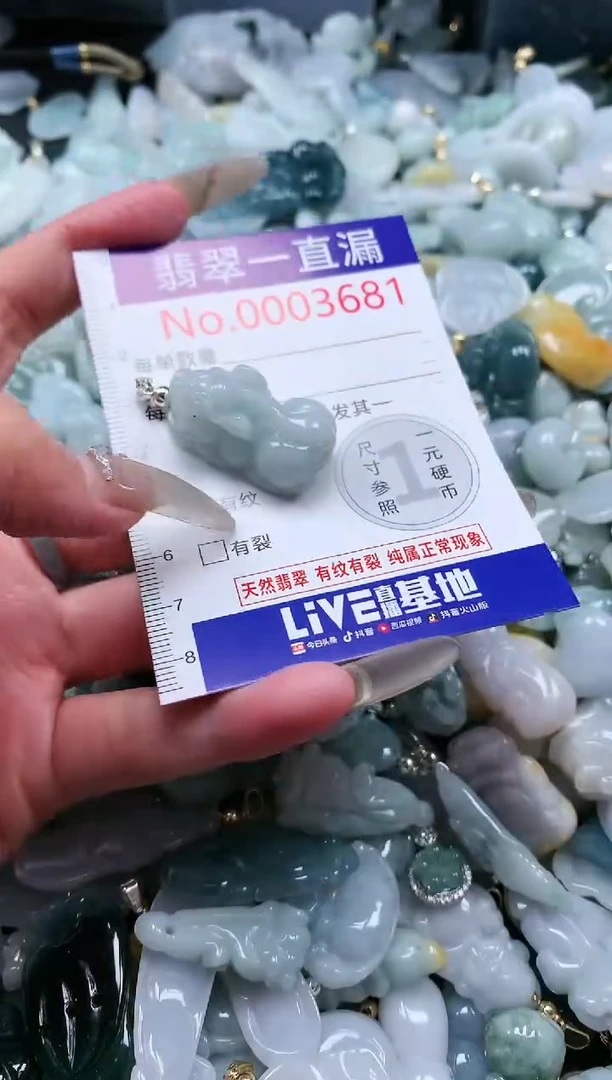 翡翠一直漏
No.0003681
每单数量
每 发其一
尺寸参照 1 一元硬币
有纹
6 有裂
天然翡翠 有纹有裂 纯属正常现象
7
LiVE直播基地
8 今日头条 抖音 西瓜视频 抖音火山版